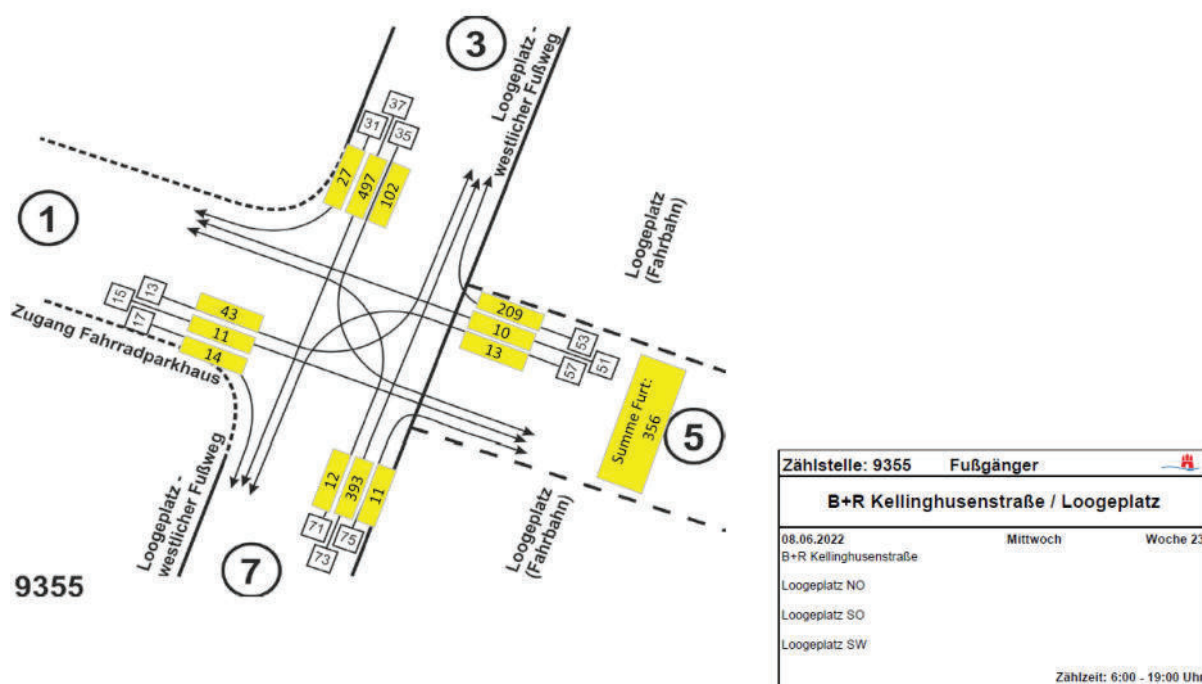 3
Loogeplatz -
westlicher Fußweg
37
31
35
27
497
102
1
Loogeplatz
(Fahrbahn)
15
13
17
43
11
14
Zugang Fahrradparkhaus
209
10
13
53
51
57
Summe Furt:
356
5
Loogeplatz -
westlicher Fußweg
12
393
11
71
75
73
7
Loogeplatz
(Fahrbahn)
9355
Zählstelle: 9355 Fußgänger
B+R Kellinghusenstraße / Loogeplatz
08.06.2022 Mittwoch Woche 23
B+R Kellinghusenstraße
Loogeplatz NO
Loogeplatz SO
Loogeplatz SW
Zählzeit: 6:00 - 19:00 Uhr